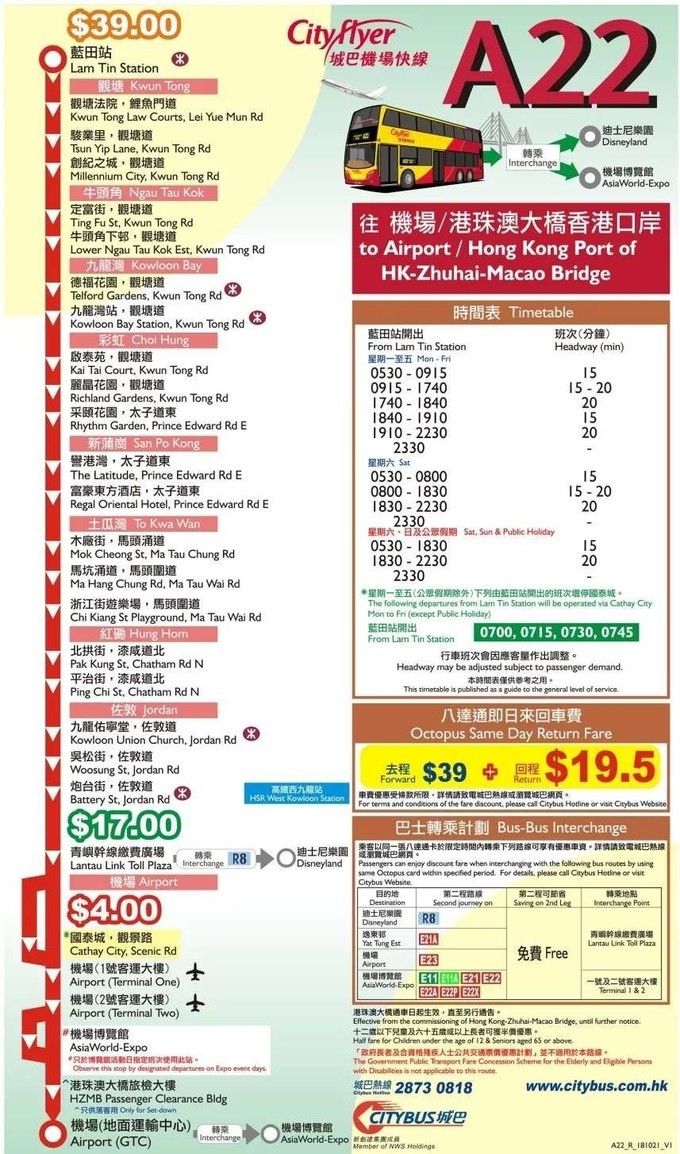 $39.00
藍田站
Lam Tin Station
觀塘 Kwun Tong
觀塘法院，鯉魚門道
Kwun Tong Law Courts, Lei Yue Mun Rd
駿業里，觀塘道
Tsun Yip Lane, Kwun Tong Rd
創紀之城，觀塘道
Millennium City, Kwun Tong Rd
牛頭角 Ngau Tau Kok
定富街，觀塘道
Ting Fu St, Kwun Tong Rd
牛頭角下邨，觀塘道
Lower Ngau Tau Kok Est, Kwun Tong Rd
九龍灣 Kowloon Bay
德福花園，觀塘道
Telford Gardens, Kwun Tong Rd
九龍灣站，觀塘道
Kowloon Bay Station, Kwun Tong Rd
彩虹 Choi Hung
啟泰苑，觀塘道
Kai Tai Court, Kwun Tong Rd
麗晶花園，觀塘道
Richland Gardens, Kwun Tong Rd
采頤花園，太子道東
Rhythm Garden, Prince Edward Rd E
新蒲崗 San Po Kong
譽港灣，太子道東
The Latitude, Prince Edward Rd E
富豪東方酒店，太子道東
Regal Oriental Hotel, Prince Edward Rd E
土瓜灣 To Kwa Wan
木廠街，馬頭涌道
Mok Cheong St, Ma Tau Chung Rd
馬坑涌道，馬頭圍道
Ma Hang Chung Rd, Ma Tau Wai Rd
浙江街遊樂場，馬頭圍道
Chi Kiang St Playground, Ma Tau Wai Rd
紅磡 Hung Hom
北拱街，漆咸道北
Pak Kung St, Chatham Rd N
平治街，漆咸道北
Ping Chi St, Chatham Rd N
佐敦 Jordan
九龍佑寧堂，佐敦道
Kowloon Union Church, Jordan Rd
吳松街，佐敦道
Woosung St, Jordan Rd
炮台街，佐敦道
Battery St, Jordan Rd
高鐵西九龍站
HSR West Kowloon Station
$17.00
青嶼幹線繳費廣場
Lantau Link Toll Plaza
轉乘
Interchange
R8
迪士尼樂園
Disneyland
機場 Airport
$4.00
*國泰城，觀景路
Cathay City, Scenic Rd
機場(1號客運大樓)
Airport (Terminal One)
機場(2號客運大樓)
Airport (Terminal Two)
#機場博覽館
AsiaWorld-Expo
#只於博覽館活動日指定班次使用此站。
Observe this stop by designated departures on Expo event days.
^港珠澳大橋旅檢大樓
HZMB Passenger Clearance Bldg
^只供落客用 Only for Set-down
機場(地面運輸中心)
Airport (GTC)
轉乘
Interchange
機場博覽館
AsiaWorld-Expo
Cityflyer
城巴機場快線
A22
轉乘
Interchange
迪士尼樂園
Disneyland
機場博覽館
AsiaWorld-Expo
往 機場/港珠澳大橋香港口岸
to Airport / Hong Kong Port of
HK-Zhuhai-Macao Bridge
時間表 Timetable
藍田站開出 班次(分鐘)
From Lam Tin Station Headway (min)
星期一至五 Mon - Fri
0530 - 0915 15
0915 - 1740 15 - 20
1740 - 1840 20
1840 - 1910 15
1910 - 2230 20
2330 -
星期六 Sat
0530 - 0800 15
0800 - 1830 15 - 20
1830 - 2230 20
2330 -
星期六、日及公眾假期 Sat, Sun & Public Holiday
0530 - 1830 15
1830 - 2230 20
2330 -
*星期一至五(公眾假期除外)下列由藍田站開出的班次增停國泰城。
The following departures from Lam Tin Station will be operated via Cathay City
Mon to Fri (except Public Holiday)
藍田站開出
From Lam Tin Station
0700, 0715, 0730, 0745
行車班次會因應客量作出調整。
Headway may be adjusted subject to passenger demand.
本時間表僅供參考之用。
This timetable is published as a guide to the general level of service.
八達通即日來回車費
Octopus Same Day Return Fare
去程 Forward $39 + 回程 Return $19.5
車費優惠受條款所限，詳情請致電城巴熱線或瀏覽城巴網頁。
For terms and conditions of the fare discount, please call Citybus Hotline or visit Citybus Website.
巴士轉乘計劃 Bus-Bus Interchange
乘客以同一張八達通卡於限定時間內轉乘下列路線可享有優惠車資。詳情請致電城巴熱線
或瀏覽城巴網頁。
Passengers can enjoy discount fare when interchanging with the following bus routes by using
same Octopus card within specified period. For details, please call Citybus Hotline or visit
Citybus Website.
目的地 第二程路線 第二程可節省 轉乘地點
Destination Second journey on Saving on 2nd Leg Interchange Point
迪士尼樂園
Disneyland
R8
逸東邨
Yat Tung Est
E21A
機場
Airport
E23
免費 Free
青嶼幹線繳費廣場
Lantau Link Toll Plaza
機場博覽館
AsiaWorld-Expo
E11 E11A E21 E22
E22A E22P E22X
一號及二號客運大樓
Terminal 1 & 2
港珠澳大橋通車日起生效，直至另行通告。
Effective from the commissioning of Hong Kong-Zhuhai-Macao Bridge, until further notice.
十二歲以下兒童及六十五歲或以上長者可獲半價優惠。
Half fare for Children under the age of 12 & Seniors aged 65 or above.
「政府長者及合資格殘疾人士公共交通票價優惠計劃」並不適用於本路線。
The Government Public Transport Fare Concession Scheme for the Elderly and Eligible Persons
with Disabilities is not applicable to this route.
城巴熱線 2873 0818
Citybus Hotline
www.citybus.com.hk
CITYBUS城巴
新創建集團成員
Member of NWS Holdings
A22_R_181021_V1